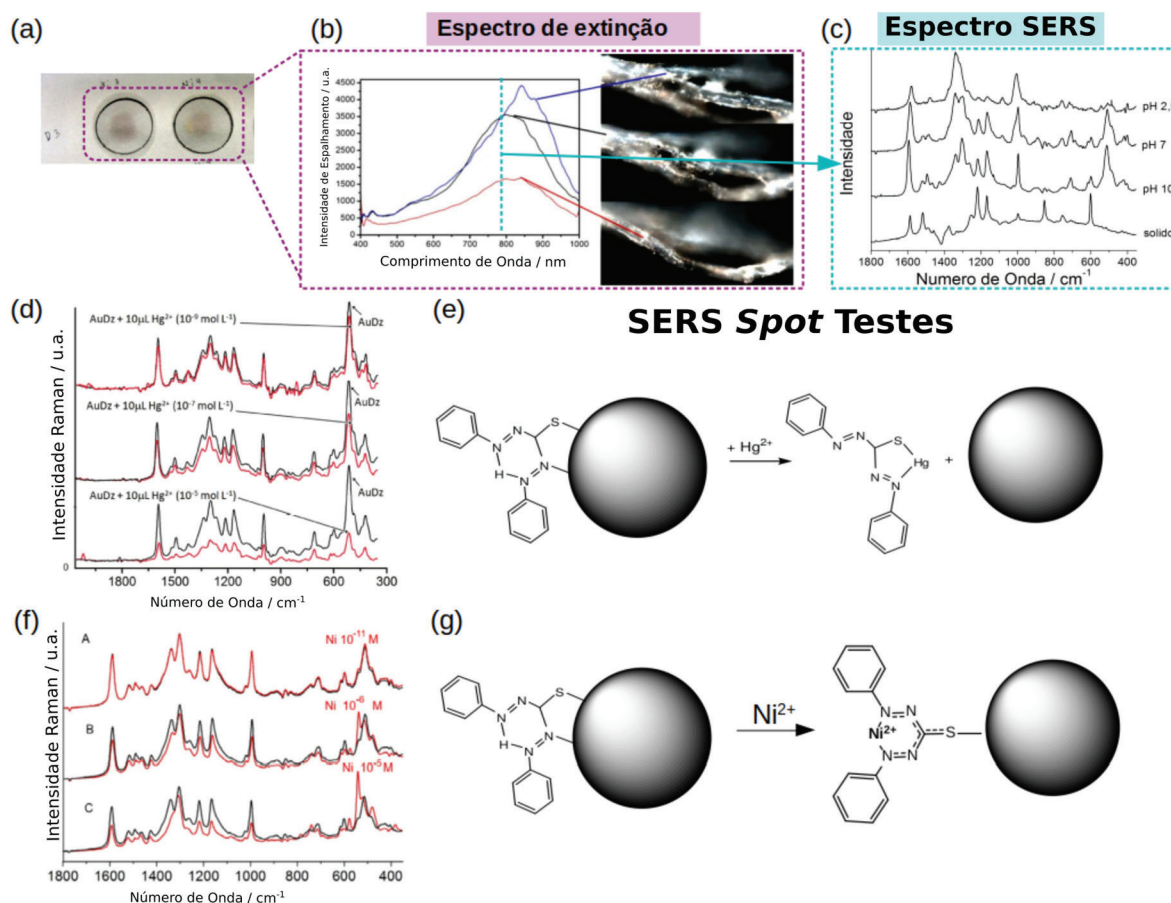 (a)
D 3
(b)
Espectro de extinção
Intensidade de Espalhamento / u.a.
4500
4000
3500
3000
2500
2000
1500
1000
500
0
400 500 600 700 800 900 1000
Comprimento de Onda / nm
(c)
Espectro SERS
Intensidade
pH 2,
pH 7
pH 10
solido
1800 1600 1400 1200 1000 800 600 400
Numero de Onda / cm-1
(d)
Intensidade Raman / u.a.
AuDz + 10μL Hg2+ (10-9 mol L-1)
AuDz
AuDz + 10μL Hg2+ (10-7 mol L-1)
AuDz
AuDz + 10μL Hg2+ (10-5 mol L-1)
AuDz
0
1800 1500 1200 900 600 300
Número de Onda / cm-1
(e)
SERS Spot Testes
N
N
S
H
N
N
+ Hg2+
N
N
S
Hg
N
N
+
(f)
Intensidade Raman / u.a.
A
Ni 10-11 M
B
Ni 10-6 M
C
Ni 10-5 M
1800 1600 1400 1200 1000 800 600 400
Número de Onda / cm-1
(g)
N
N
S
H
N
N
Ni2+
N
N
Ni2+
S
N
N